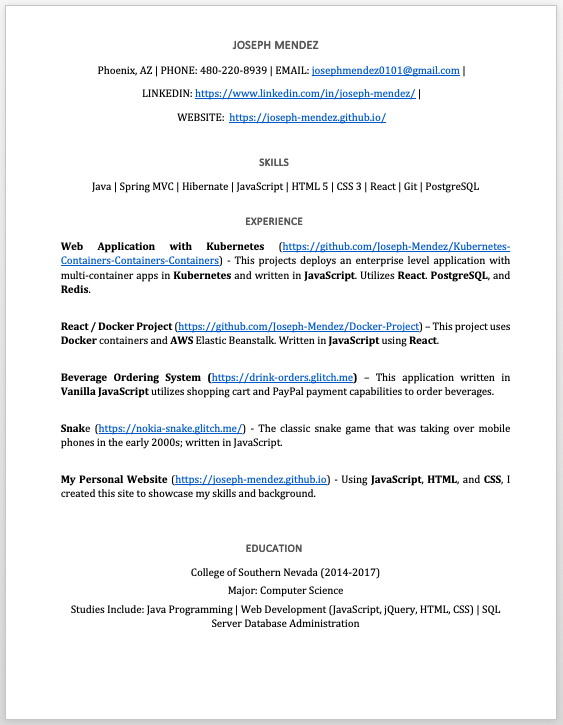 JOSEPH MENDEZ
Phoenix, AZ | PHONE: 480-220-8939 | EMAIL: josephmendez0101@gmail.com |
LINKEDIN: https://www.linkedin.com/in/joseph-mendez/ |
WEBSITE: https://joseph-mendez.github.io/
SKILLS
Java | Spring MVC | Hibernate | JavaScript | HTML 5 | CSS 3 | React | Git | PostgreSQL
EXPERIENCE
Web Application with Kubernetes (https://github.com/Joseph-Mendez/Kubernetes-
Containers-Containers-Containers) - This projects deploys an enterprise level application with
multi-container apps in Kubernetes and written in JavaScript. Utilizes React. PostgreSQL, and
Redis.
React / Docker Project (https://github.com/Joseph-Mendez/Docker-Project) – This project uses
Docker containers and AWS Elastic Beanstalk. Written in JavaScript using React.
Beverage Ordering System (https://drink-orders.glitch.me) – This application written in
Vanilla JavaScript utilizes shopping cart and PayPal payment capabilities to order beverages.
Snake (https://nokia-snake.glitch.me/) - The classic snake game that was taking over mobile
phones in the early 2000s; written in JavaScript.
My Personal Website (https://joseph-mendez.github.io) - Using JavaScript, HTML, and CSS, I
created this site to showcase my skills and background.
EDUCATION
College of Southern Nevada (2014-2017)
Major: Computer Science
Studies Include: Java Programming | Web Development (JavaScript, jQuery, HTML, CSS) | SQL
Server Database Administration